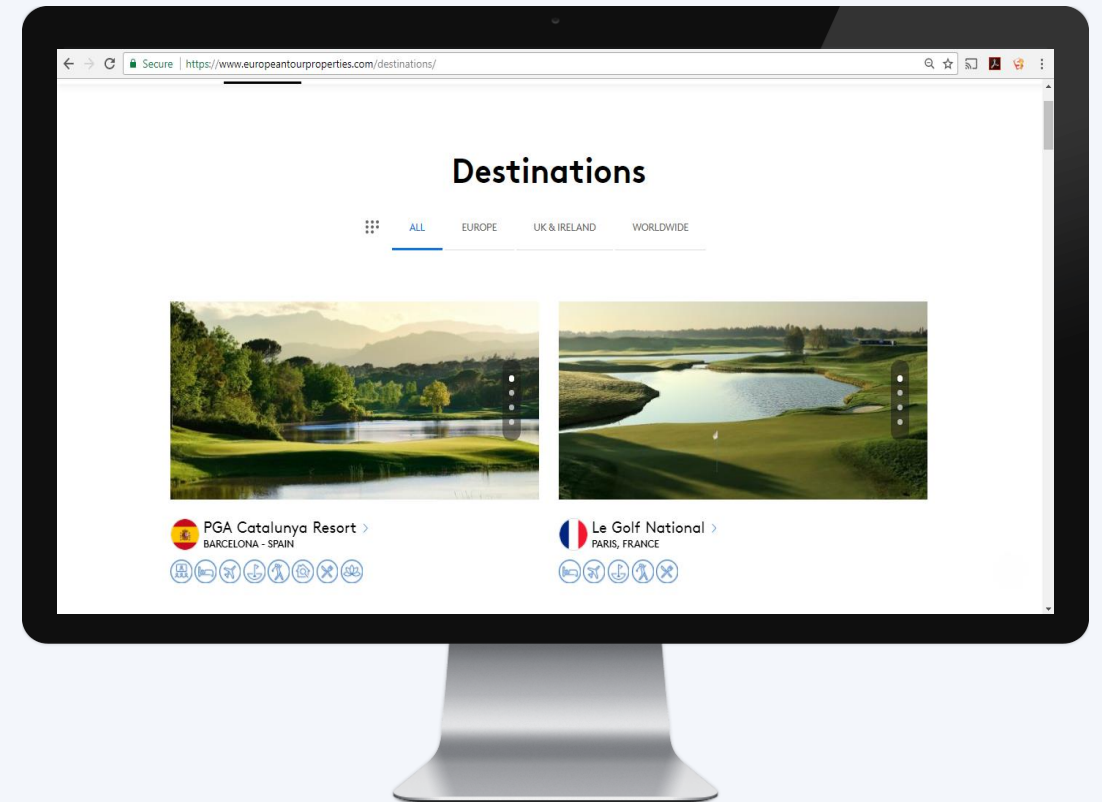 Secure | https://www.europeantourproperties.com/destinations/
Destinations
ALL EUROPE UK & IRELAND WORLDWIDE
PGA Catalunya Resort >
BARCELONA - SPAIN
Le Golf National >
PARIS, FRANCE